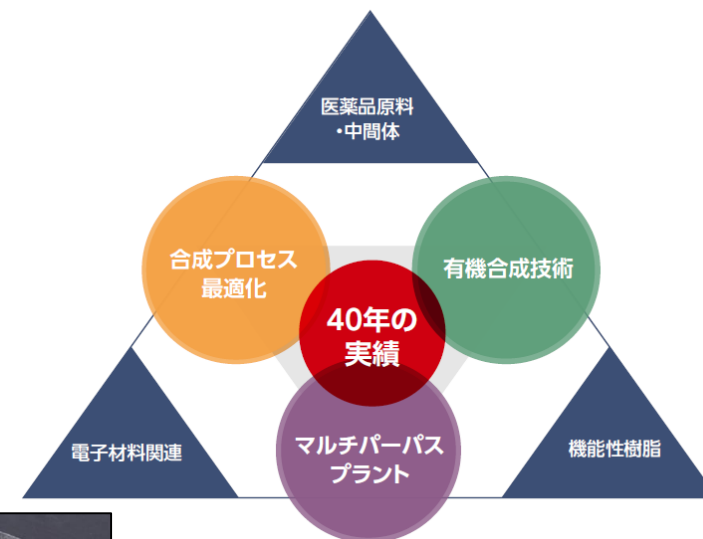 医薬品原料
・中間体
合成プロセス
最適化
有機合成技術
40年の
実績
電子材料関連
マルチパーパス
プラント
機能性樹脂